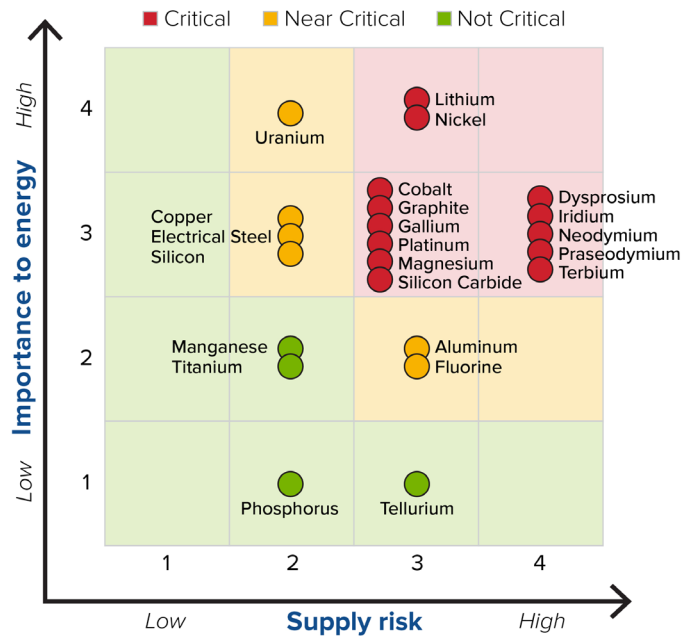 Critical
Near Critical
Not Critical
High
4
Lithium
Nickel
Uranium
Importance to energy
3
Copper
Electrical Steel
Silicon
Cobalt
Graphite
Gallium
Platinum
Magnesium
Silicon Carbide
Dysprosium
Iridium
Neodymium
Praseodymium
Terbium
2
Manganese
Titanium
Aluminum
Fluorine
Low
1
Phosphorus
Tellurium
1
2
3
4
Low
Supply risk
High